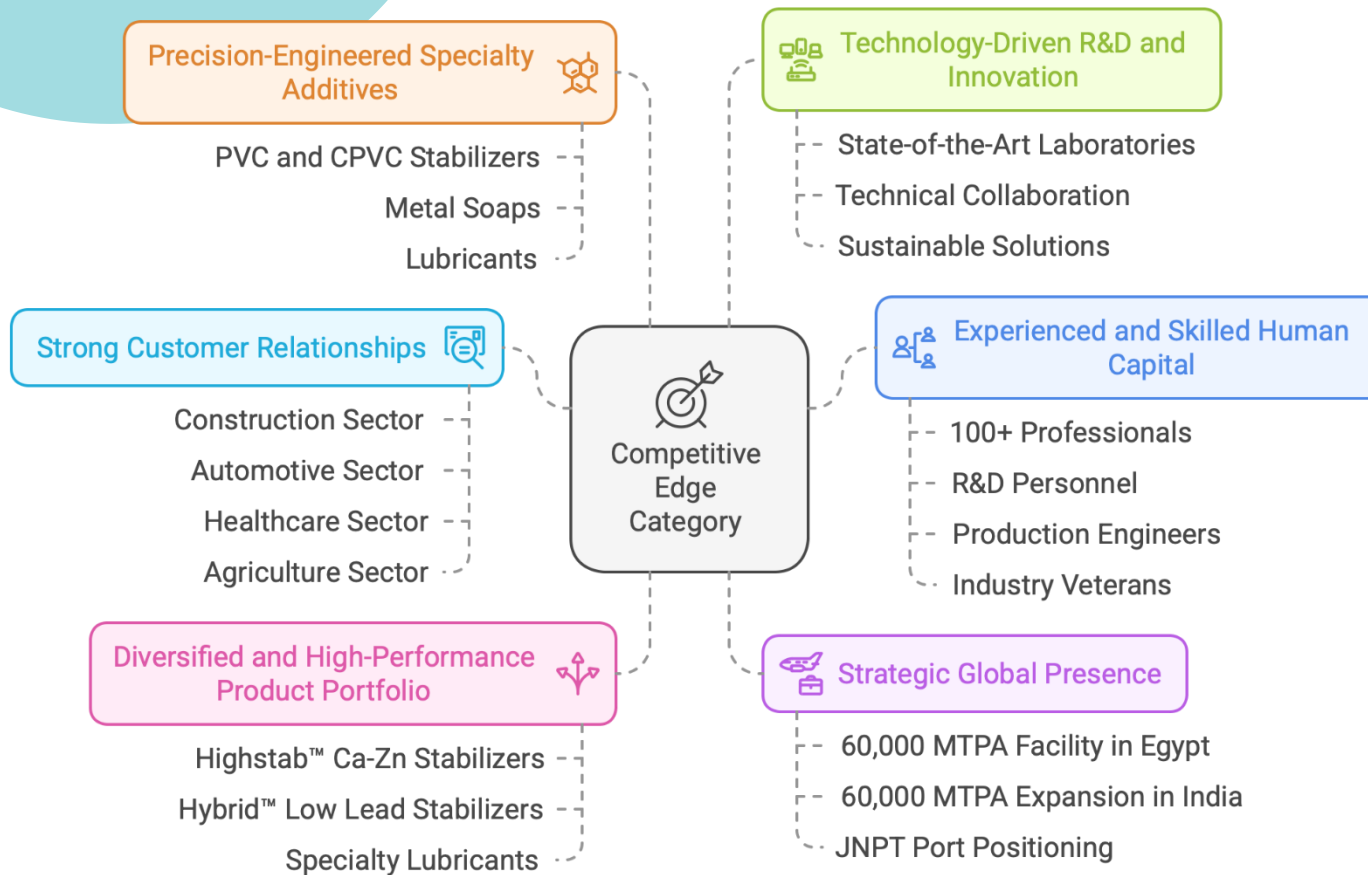 Precision-Engineered Specialty
Additives
PVC and CPVC Stabilizers
Metal Soaps
Lubricants
Technology-Driven R&D and
Innovation
State-of-the-Art Laboratories
Technical Collaboration
Sustainable Solutions
Strong Customer Relationships
Construction Sector
Automotive Sector
Healthcare Sector
Agriculture Sector
Competitive
Edge
Category
Experienced and Skilled Human
Capital
100+ Professionals
R&D Personnel
Production Engineers
Industry Veterans
Diversified and High-Performance
Product Portfolio
Highstab™ Ca-Zn Stabilizers
Hybrid™ Low Lead Stabilizers
Specialty Lubricants
Strategic Global Presence
60,000 MTPA Facility in Egypt
60,000 MTPA Expansion in India
JNPT Port Positioning